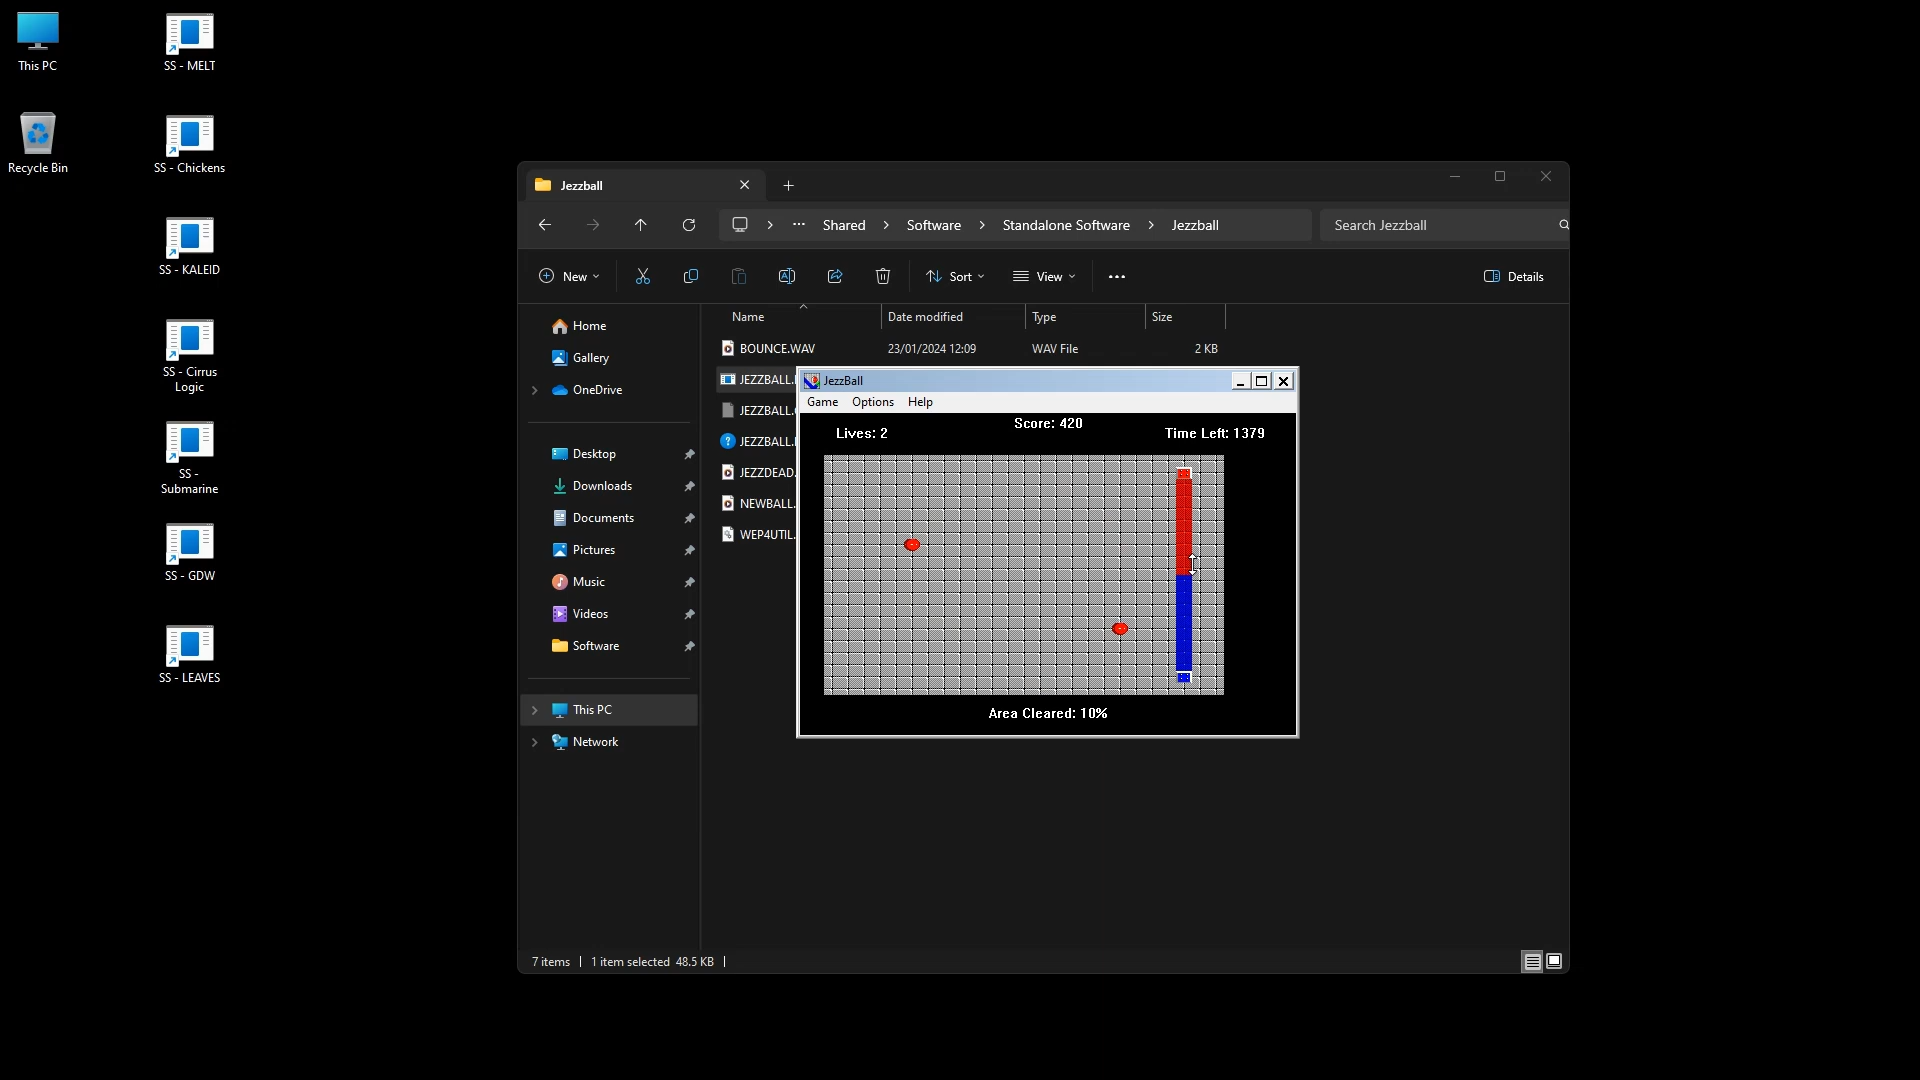 This PC
SS - MELT
Recycle Bin
SS - Chickens
SS - KALEID
SS - Cirrus
Logic
SS -
Submarine
SS - GDW
SS - LEAVES
Jezzball
Shared
Software
Standalone Software
Jezzball
Search Jezzball
New
Sort
View
Details
Name
Date modified
Type
Size
Home
Gallery
OneDrive
Desktop
Downloads
Documents
Pictures
Music
Videos
Software
This PC
Network
BOUNCE.WAV
23/01/2024 12:09
WAV File
2 KB
JEZZBALL.
JEZZBALL.
JEZZBALL.
JEZZDEAD.
NEWBALL.
WEP4UTIL.
JezzBall
Game
Options
Help
Lives: 2
Score: 420
Time Left: 1379
Area Cleared: 10%
7 items
1 item selected 48.5 KB